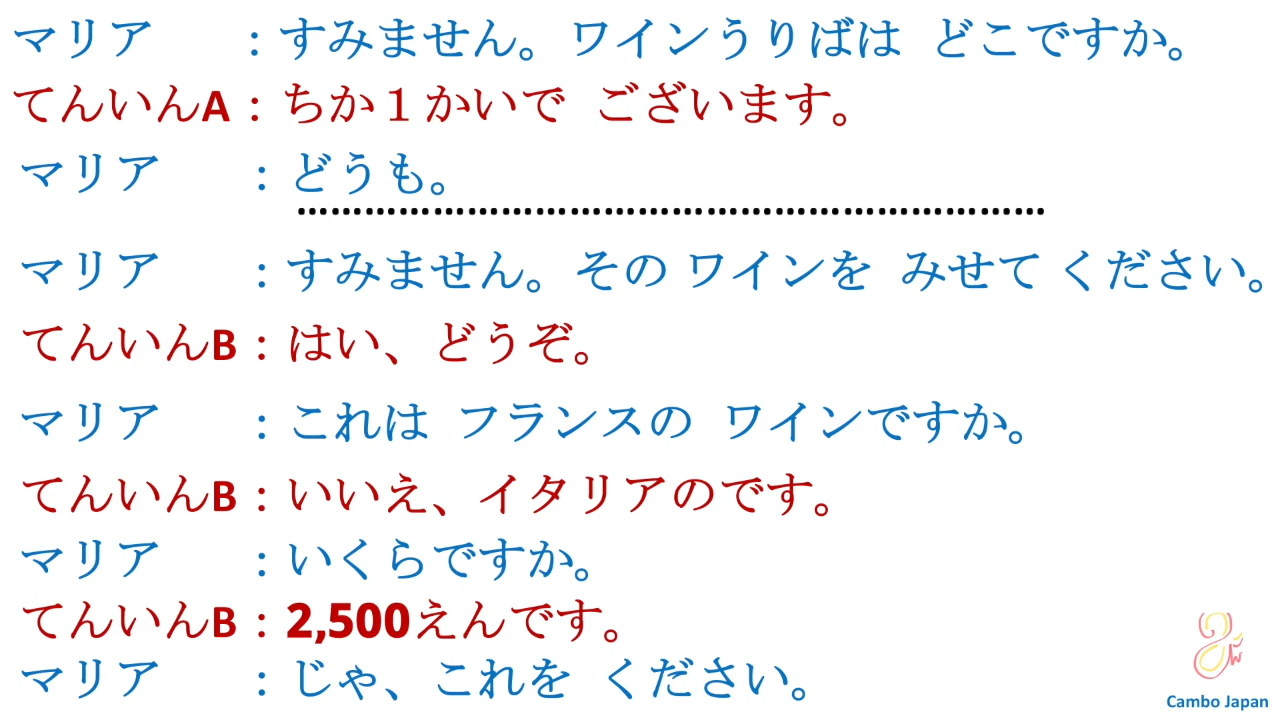 マリア　　：すみません。ワインうりばは　どこですか。
てんいんA：ちか１かいで　ございます。
マリア　　：どうも。
………………………………………………………………
マリア　　：すみません。その ワインを　みせて ください。
てんいんB：はい、どうぞ。
マリア　　：これは　フランスの　ワインですか。
てんいんB：いいえ、イタリアのです。
マリア　　：いくらですか。
てんいんB：2,500えんです。
マリア　　：じゃ、これを　ください。
Cambo Japan